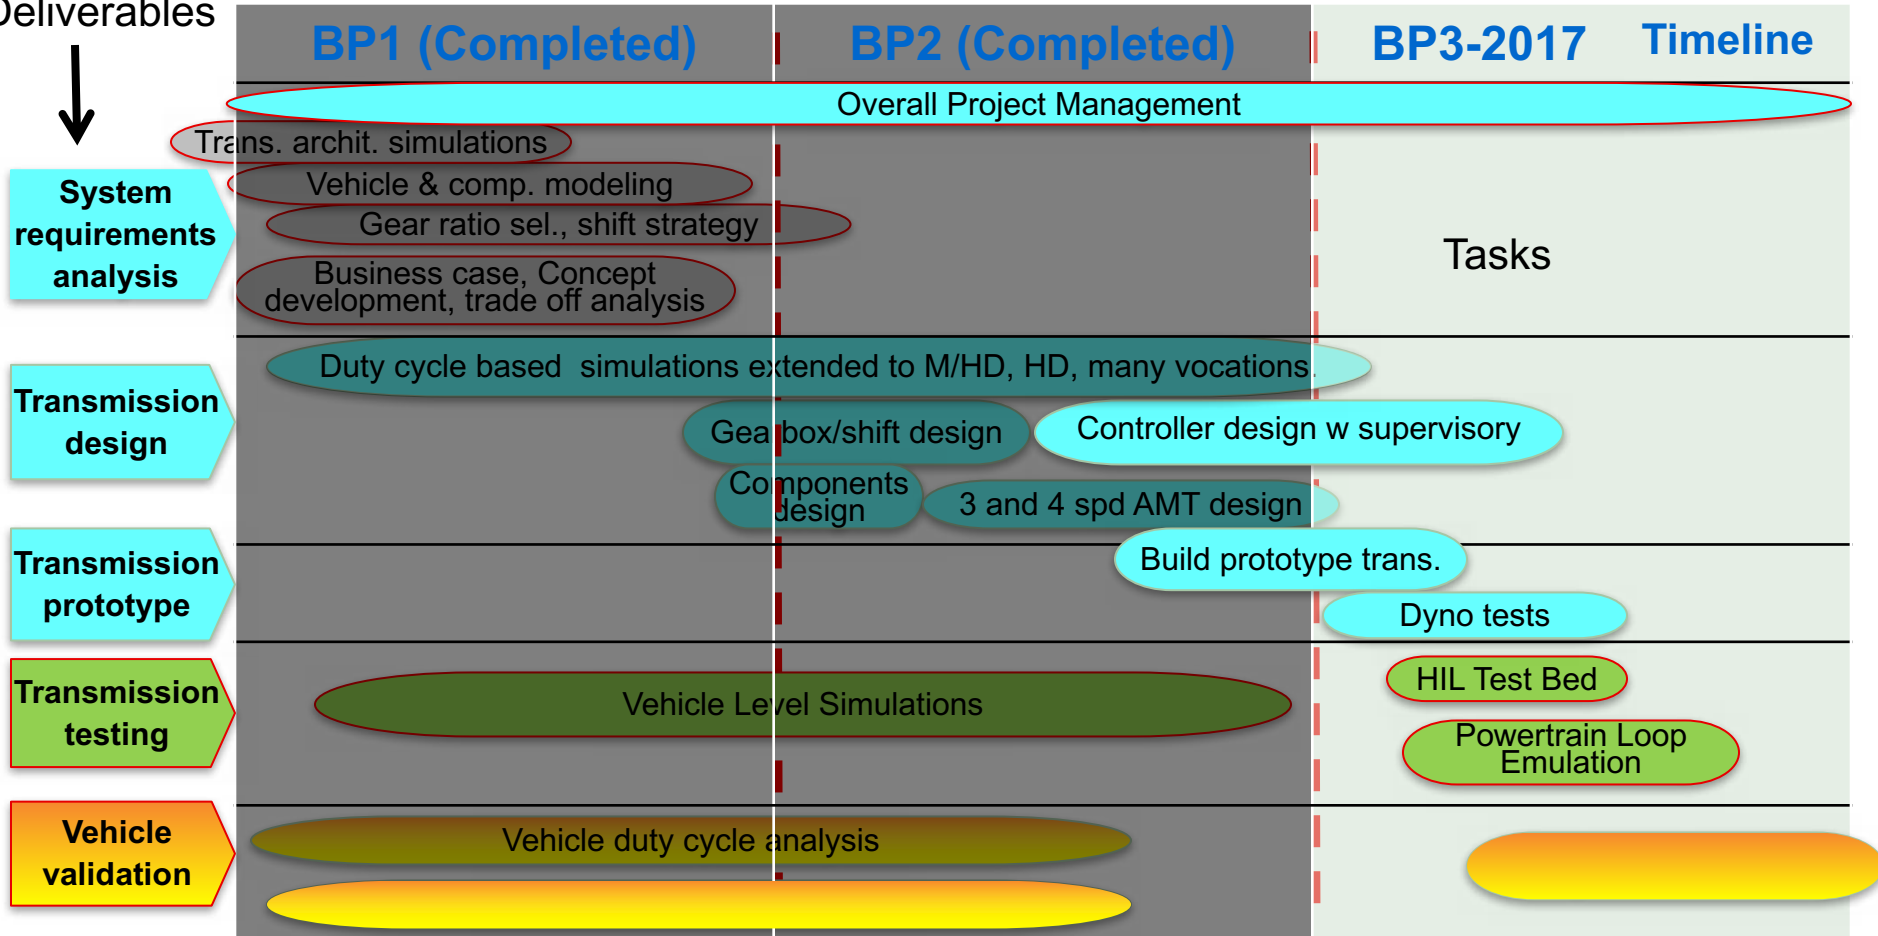 Deliverables
BP1 (Completed)
BP2 (Completed)
BP3-2017
Timeline
Overall Project Management
Trans. archit. simulations
Vehicle & comp. modeling
Gear ratio sel., shift strategy
Business case, Concept
development, trade off analysis
System
requirements
analysis
Tasks
Duty cycle based  simulations extended to M/HD, HD, many vocations.
Transmission
design
Gearbox/shift design
Controller design w supervisory
Components
design
3 and 4 spd AMT design
Transmission
prototype
Build prototype trans.
Dyno tests
Transmission
testing
Vehicle Level Simulations
HIL Test Bed
Powertrain Loop
Emulation
Vehicle
validation
Vehicle duty cycle analysis